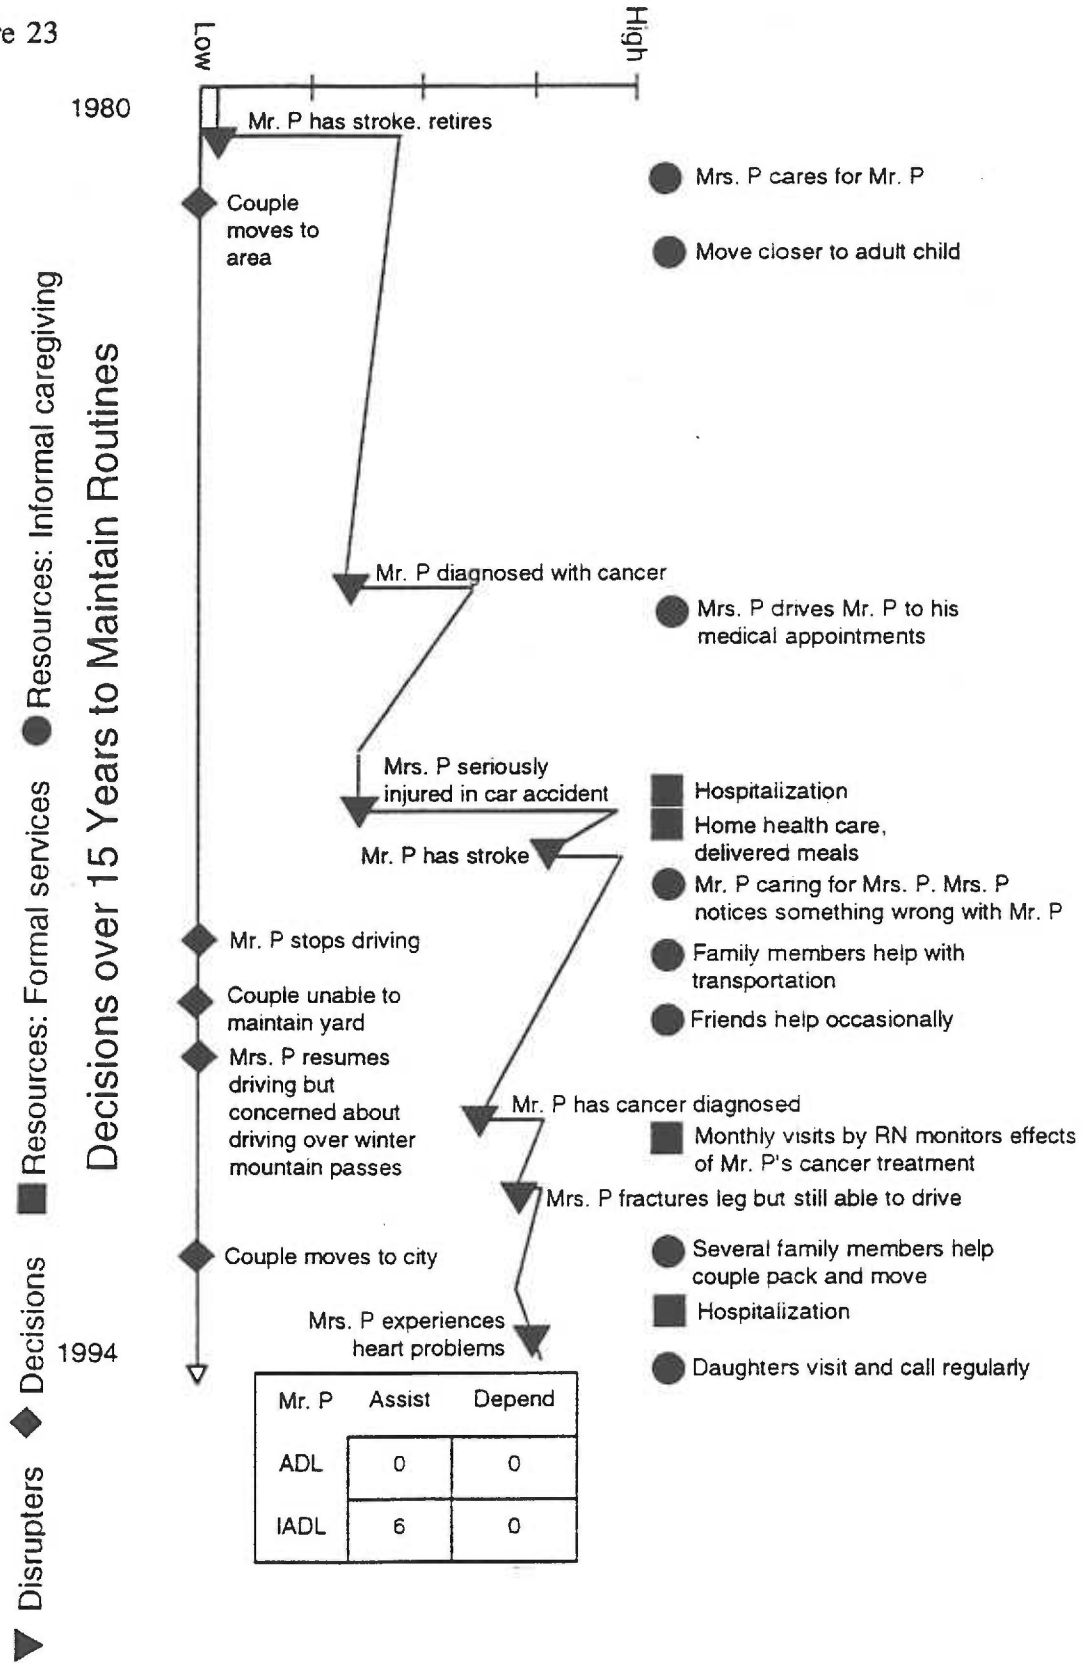 re 23
Low
High
1980
Mr. P has stroke. retires
Mrs. P cares for Mr. P
Couple
moves to
area
Move closer to adult child
Mr. P diagnosed with cancer
Mrs. P drives Mr. P to his
medical appointments
Mrs. P seriously
injured in car accident
Hospitalization
Home health care,
delivered meals
Mr. P has stroke
Mr. P caring for Mrs. P. Mrs. P
notices something wrong with Mr. P
Mr. P stops driving
Family members help with
transportation
Couple unable to
maintain yard
Friends help occasionally
Mrs. P resumes
driving but
concerned about
driving over winter
mountain passes
Mr. P has cancer diagnosed
Monthly visits by RN monitors effects
of Mr. P's cancer treatment
Mrs. P fractures leg but still able to drive
Couple moves to city
Several family members help
couple pack and move
Hospitalization
Mrs. P experiences
heart problems
1994
Daughters visit and call regularly
Mr. P Assist Depend
ADL 0 0
IADL 6 0
Disrupters Decisions Resources: Formal services Resources: Informal caregiving
Decisions over 15 Years to Maintain Routines